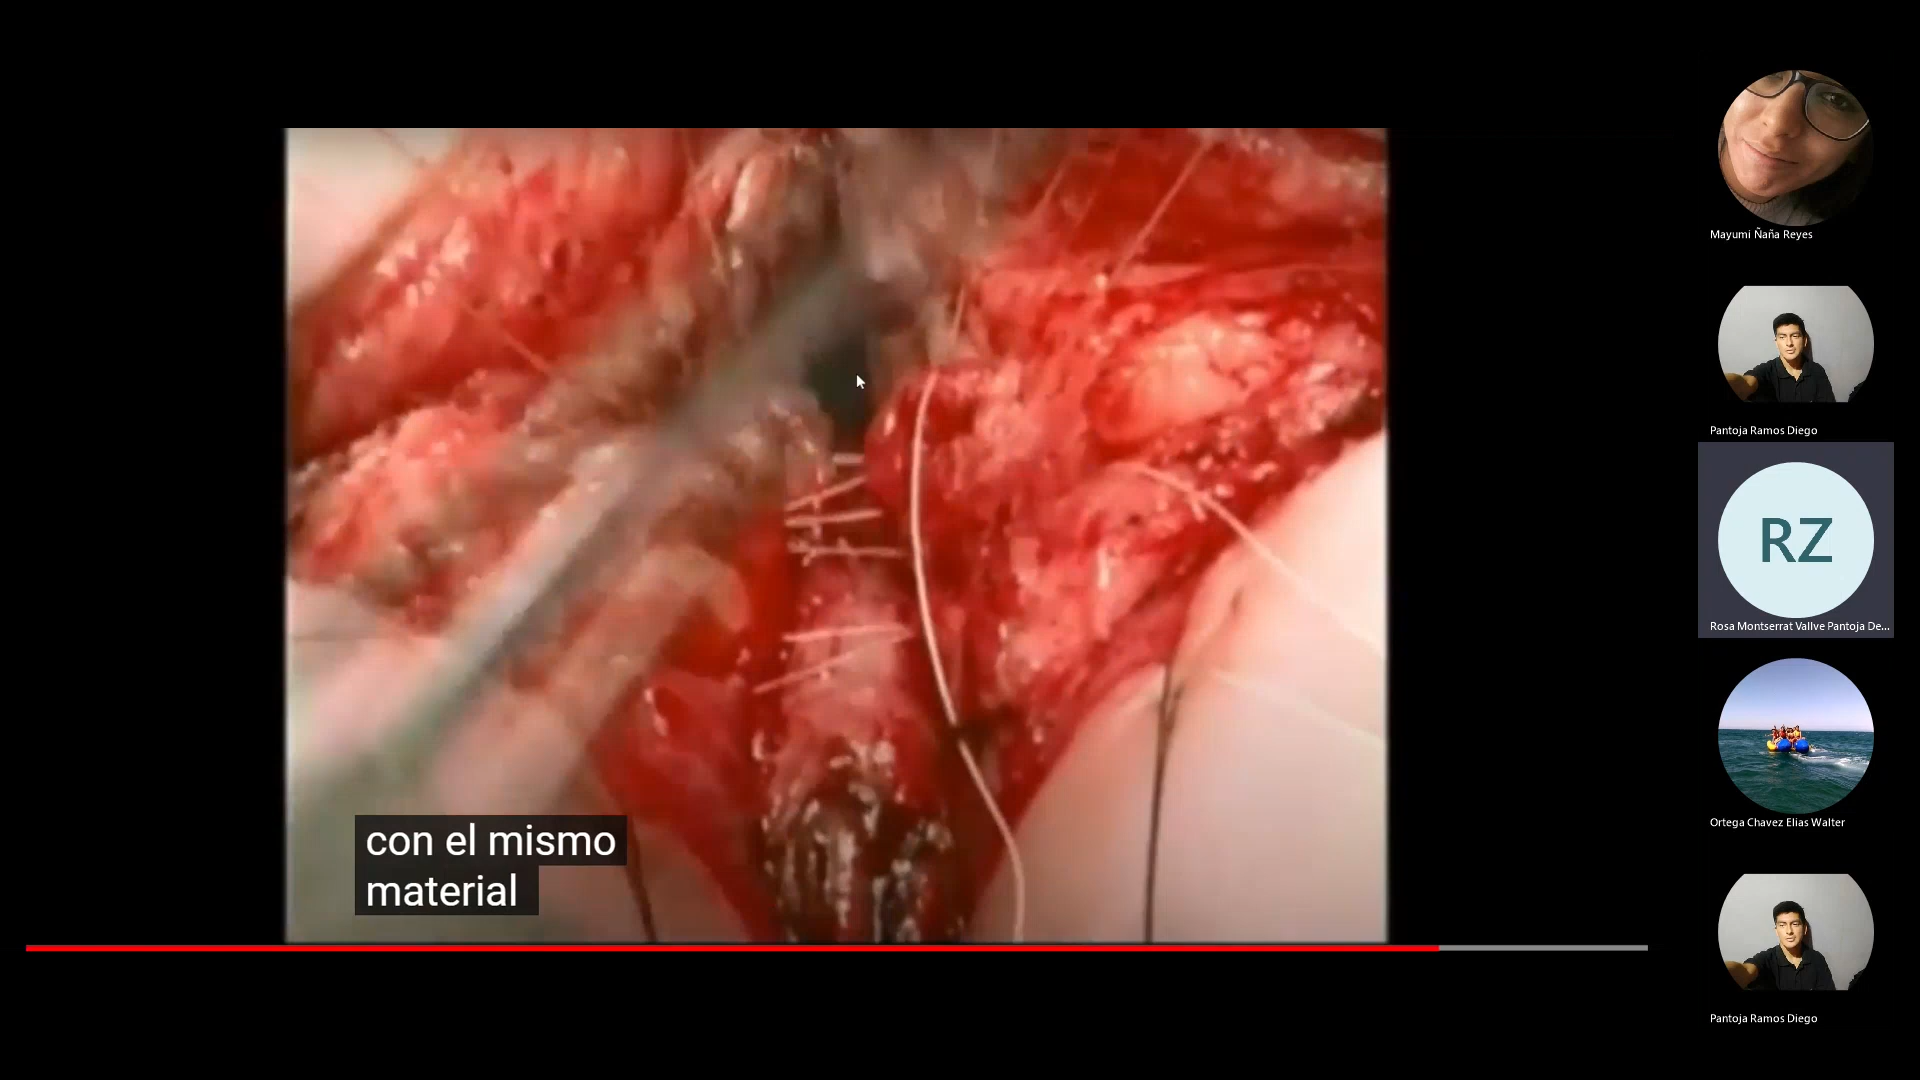 con el mismo
material
Mayumi Ñaña Reyes
Pantoja Ramos Diego
RZ
Rosa Montserrat Vallve Pantoja De...
Ortega Chavez Elias Walter
Pantoja Ramos Diego